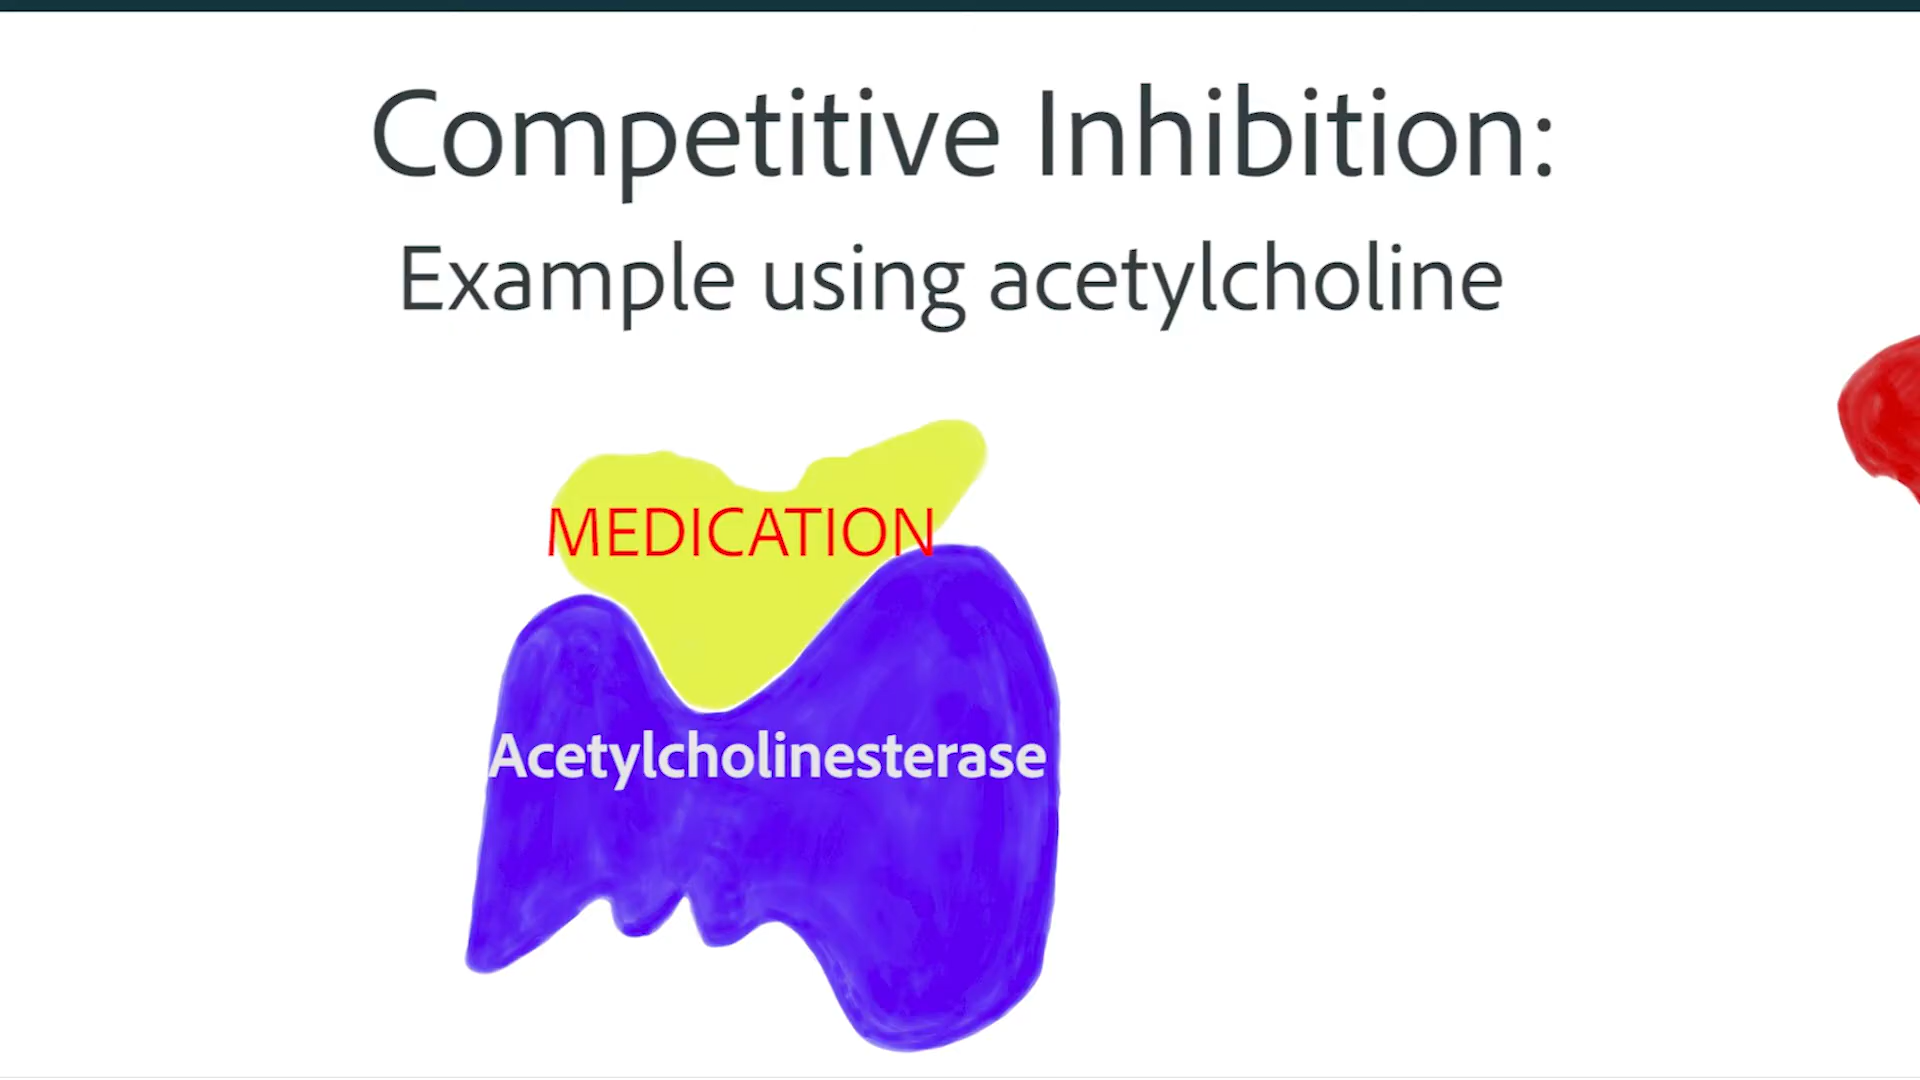 Competitive Inhibition:
Example using acetylcholine
MEDICATION
Acetylcholinesterase